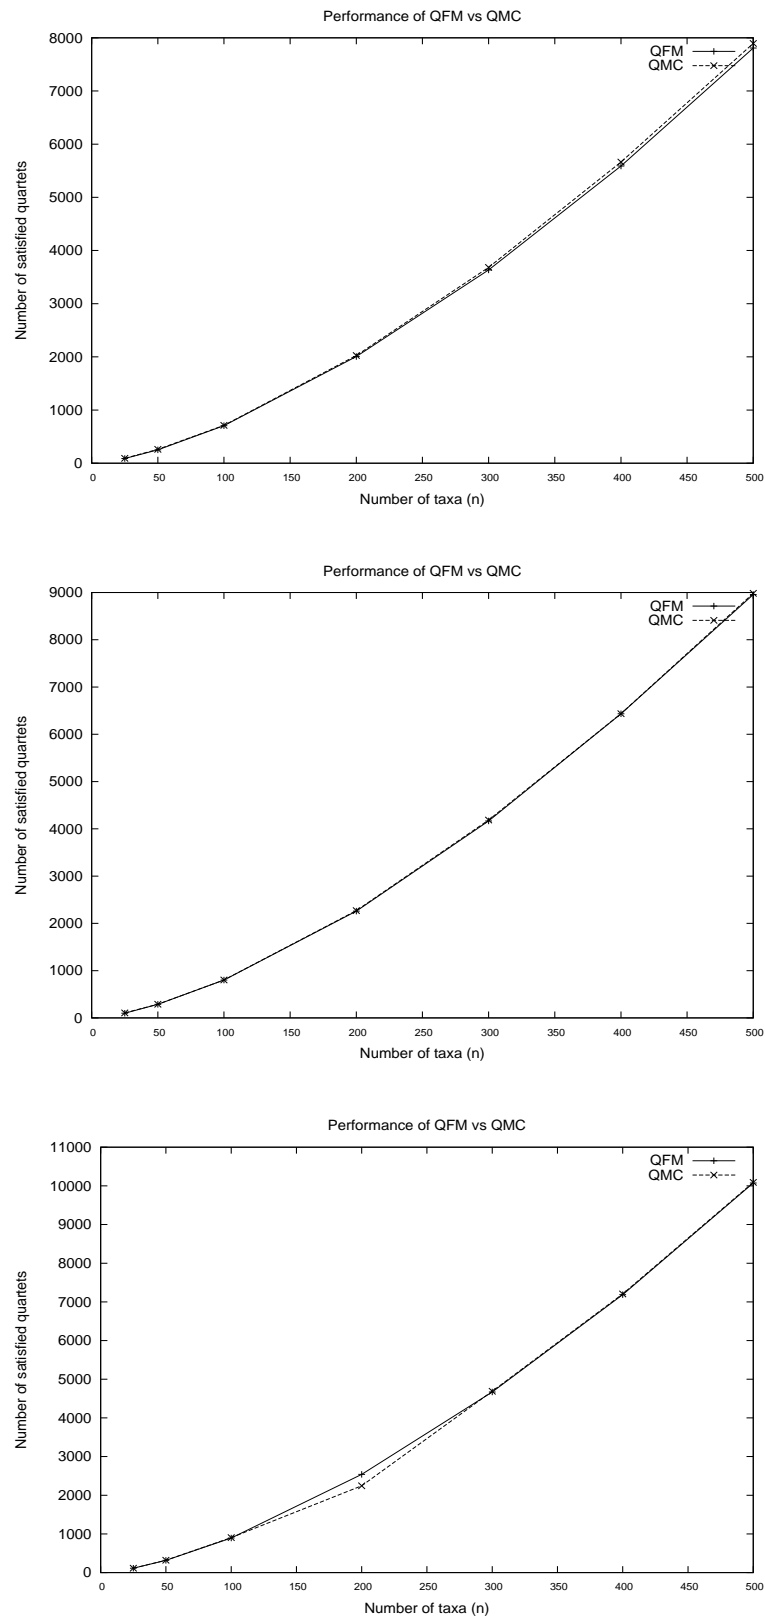 Performance of QFM vs QMC
8000
QFM
QMC
7000
6000
5000
4000
3000
2000
1000
0
0 50 100 150 200 250 300 350 400 450 500
Number of taxa (n)
Number of satisfied quartets
Performance of QFM vs QMC
9000
QFM
QMC
8000
7000
6000
5000
4000
3000
2000
1000
0
0 50 100 150 200 250 300 350 400 450 500
Number of taxa (n)
Number of satisfied quartets
Performance of QFM vs QMC
11000
QFM
QMC
10000
9000
8000
7000
6000
5000
4000
3000
2000
1000
0
0 50 100 150 200 250 300 350 400 450 500
Number of taxa (n)
Number of satisfied quartets